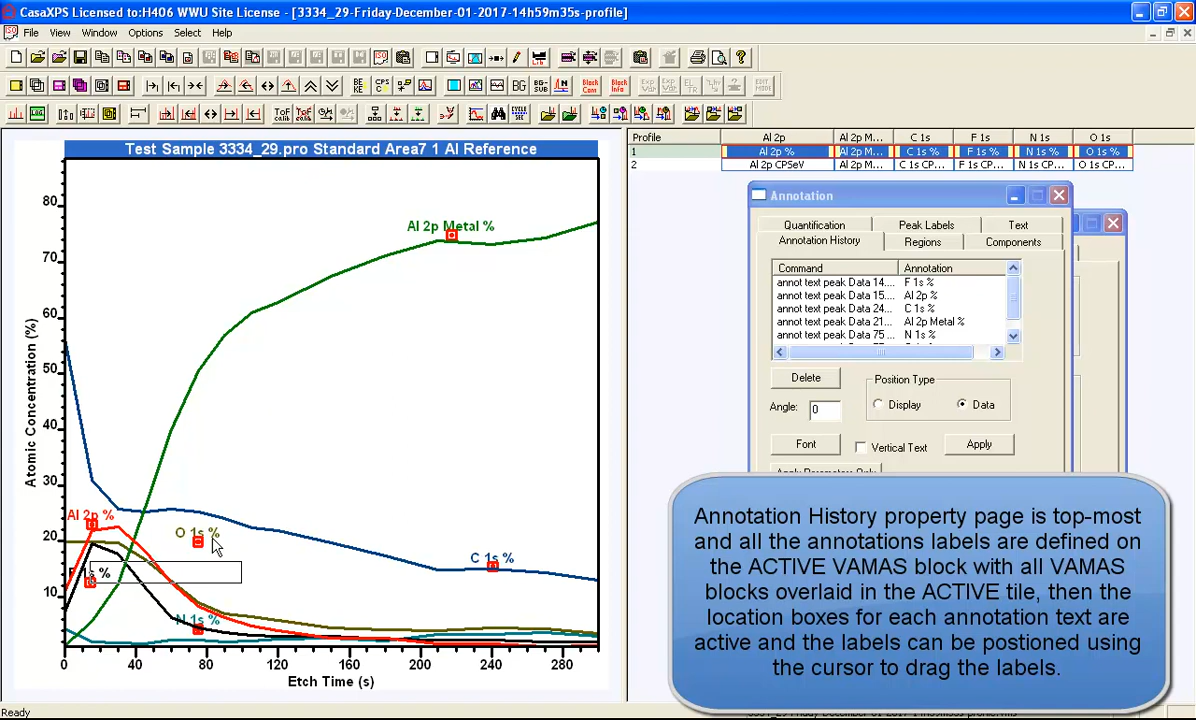 CasaXPS Licensed to:H406 WWU Site License - [3334_29-Friday-December-01-2017-14h59m35s-profile]
File View Window Options Select Help
Test Sample 3334_29.pro Standard Area7 1 Al Reference
Atomic Concentration (%)
80
70
60
50
40
30
20
10
Al 2p Metal %
Al 2p %
O 1s %
C 1s %
N 1s %
0 40 80 120 160 200 240 280
Etch Time (s)
Profile Al 2p Al 2p M... C 1s F 1s N 1s O 1s
1 Al 2p % Al 2p M... C 1s % F 1s % N 1s % O 1s %
2 Al 2p CPSeV Al 2p M... C 1s CP... F 1s CP... N 1s CP... O 1s CP...
Annotation
Quantification Peak Labels Text
Annotation History Regions Components
Command Annotation
annot text peak Data 14.... F 1s %
annot text peak Data 15.... Al 2p %
annot text peak Data 24... C 1s %
annot text peak Data 21... Al 2p Metal %
annot text peak Data 75 ... N 1s %
Delete
Position Type
Display Data
Angle: 0
Font
Vertical Text
Apply
Apply Parameters Only
Annotation History property page is top-most
and all the annotations labels are defined on
the ACTIVE VAMAS block with all VAMAS
blocks overlaid in the ACTIVE tile, then the
location boxes for each annotation text are
active and the labels can be postioned using
the cursor to drag the labels.
Ready